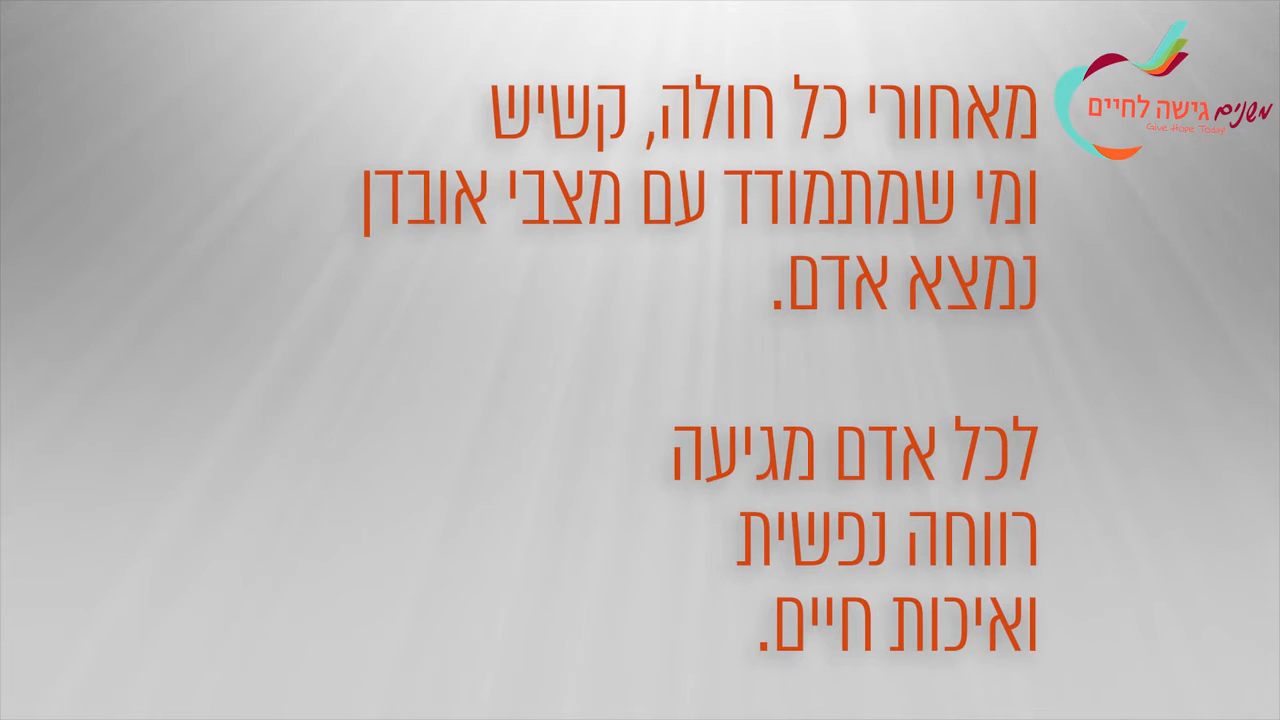 משנים גישה לחיים
Give Hope Today!
מאחורי כל חולה, קשיש
ומי שמתמודד עם מצבי אובדן
נמצא אדם.
לכל אדם מגיעה
רווחה נפשית
ואיכות חיים.